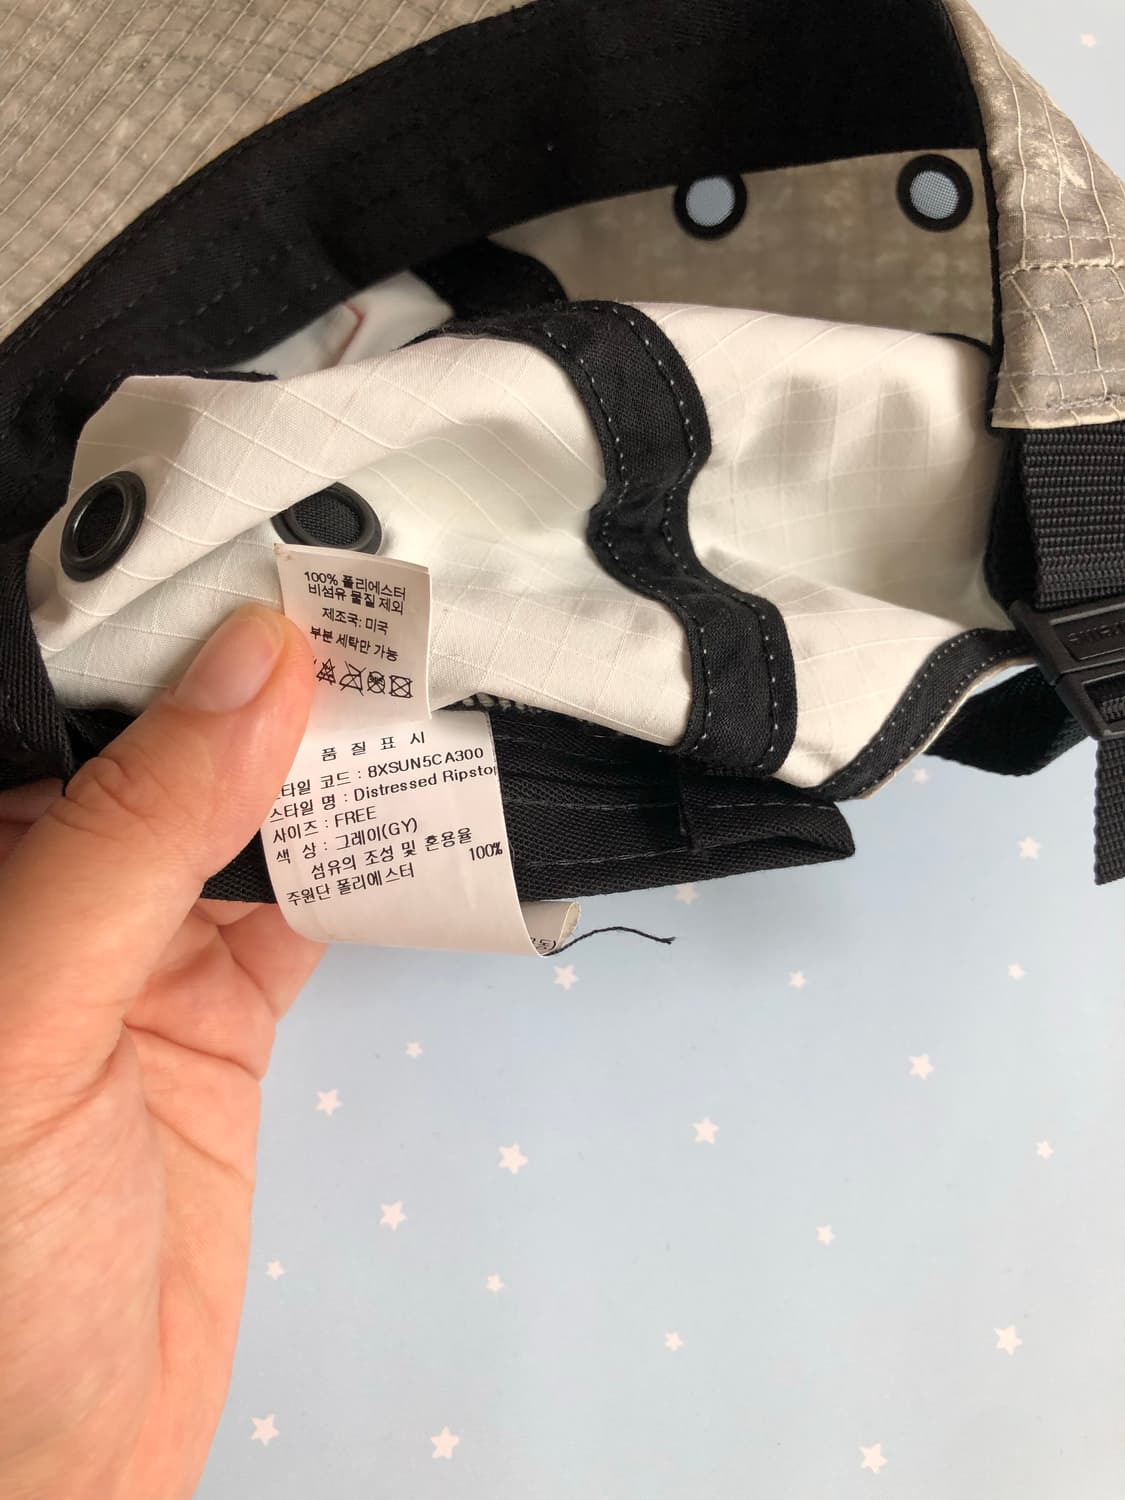 100% 폴리에스터
비섬유 물질 제외
제조국: 미국
부분 세탁만 가능
품 질 표 시
타일 코드 : 8XSUN5CA300
스타일 명 : Distressed Ripstop
사이즈 : FREE
색 상 : 그레이(GY)
섬유의 조성 및 혼용율
100%
주원단 폴리에스터
동)